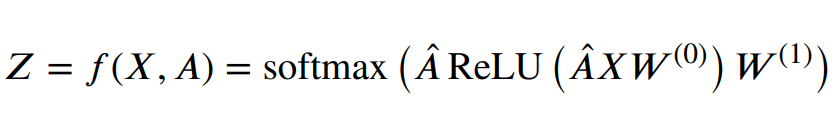 Z = f(X, A) = softmax (Â ReLU (ÂXW⁽⁰⁾) W⁽¹⁾)